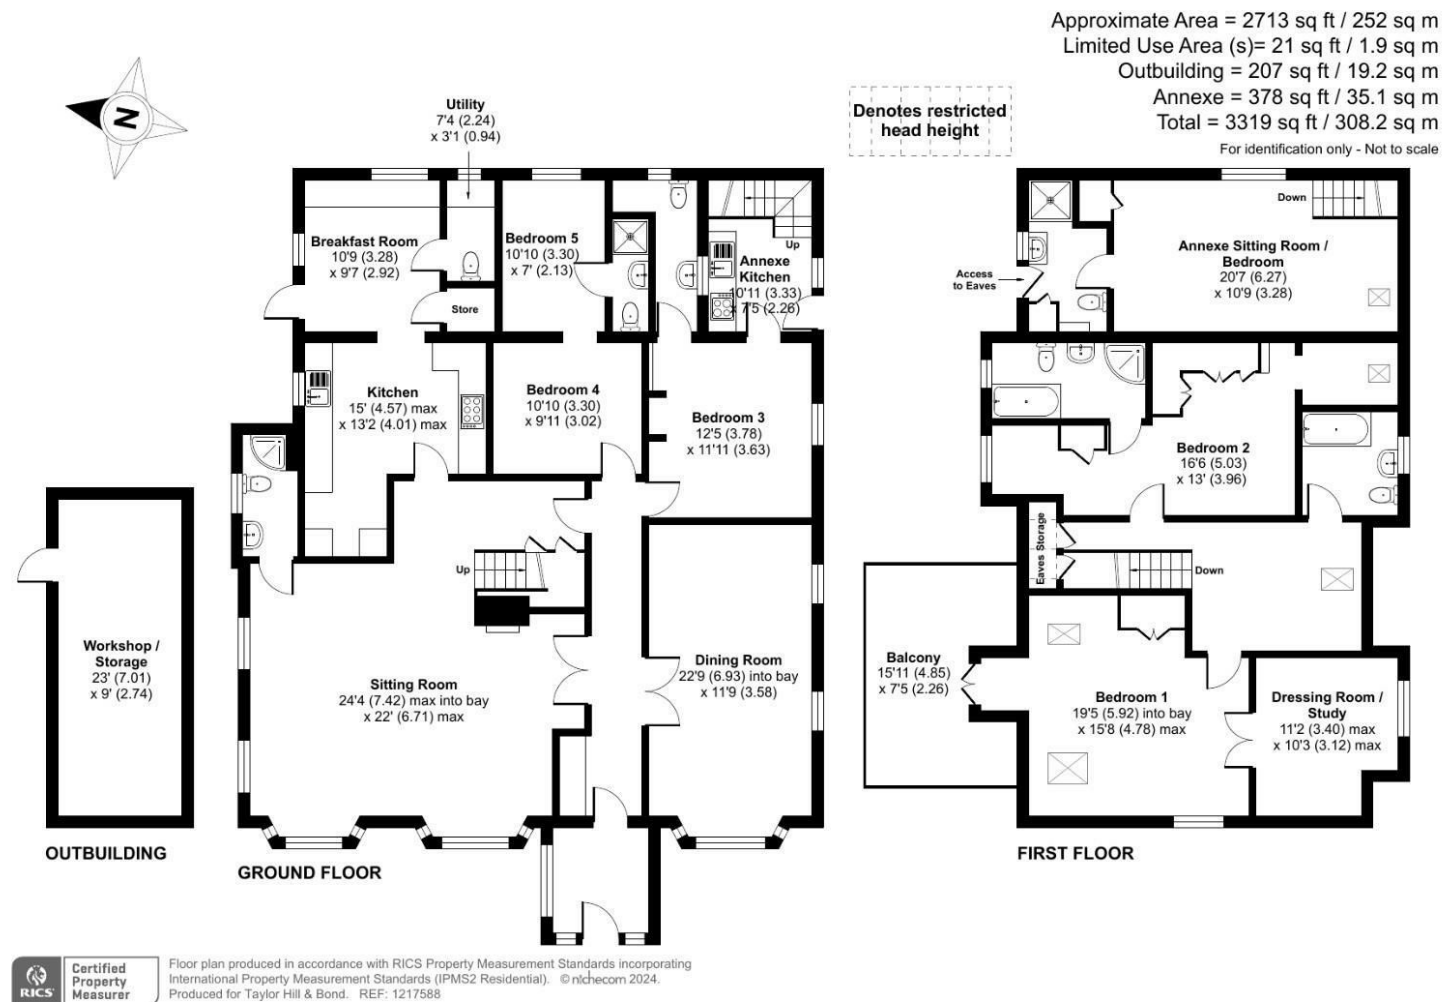 Approximate Area = 2713 sq ft / 252 sq m
Limited Use Area (s)= 21 sq ft / 1.9 sq m
Outbuilding = 207 sq ft / 19.2 sq m
Annexe = 378 sq ft / 35.1 sq m
Total = 3319 sq ft / 308.2 sq m
For identification only - Not to scale
Denotes restricted
head height
N
Utility
7'4 (2.24)
x 3'1 (0.94)
Breakfast Room
10'9 (3.28)
x 9'7 (2.92)
Store
Bedroom 5
10'10 (3.30)
x 7' (2.13)
Up
Annexe
Kitchen
10'11 (3.33)
x 7'5 (2.26)
Kitchen
15' (4.57) max
x 13'2 (4.01) max
Bedroom 4
10'10 (3.30)
x 9'11 (3.02)
Bedroom 3
12'5 (3.78)
x 11'11 (3.63)
Up
Workshop /
Storage
23' (7.01)
x 9' (2.74)
Sitting Room
24'4 (7.42) max into bay
x 22' (6.71) max
Dining Room
22'9 (6.93) into bay
x 11'9 (3.58)
OUTBUILDING
GROUND FLOOR
Down
Annexe Sitting Room /
Bedroom
20'7 (6.27)
x 10'9 (3.28)
Access
to Eaves
Bedroom 2
16'6 (5.03)
x 13' (3.96)
Eaves Storage
Down
Balcony
15'11 (4.85)
x 7'5 (2.26)
Bedroom 1
19'5 (5.92) into bay
x 15'8 (4.78) max
Dressing Room /
Study
11'2 (3.40) max
x 10'3 (3.12) max
FIRST FLOOR
RICS
Certified
Property
Measurer
Floor plan produced in accordance with RICS Property Measurement Standards incorporating
International Property Measurement Standards (IPMS2 Residential). © nichecom 2024.
Produced for Taylor Hill & Bond. REF: 1217588